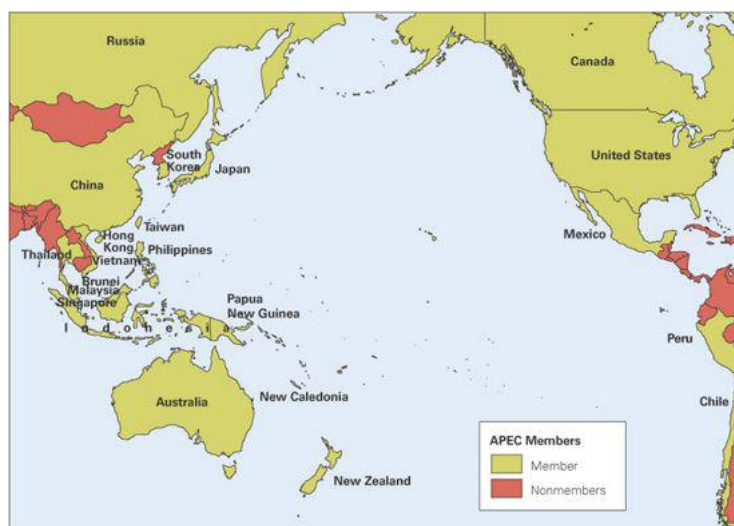 Russia
Canada
United States
South
Korea
Japan
China
Taiwan
Hong
Kong
Philippines
Thailand
Vietnam
Mexico
Brunei
Malaysia
Singapore
Indonesia
Papua
New Guinea
Peru
Australia
New Caledonia
Chile
New Zealand
APEC Members
Member
Nonmembers